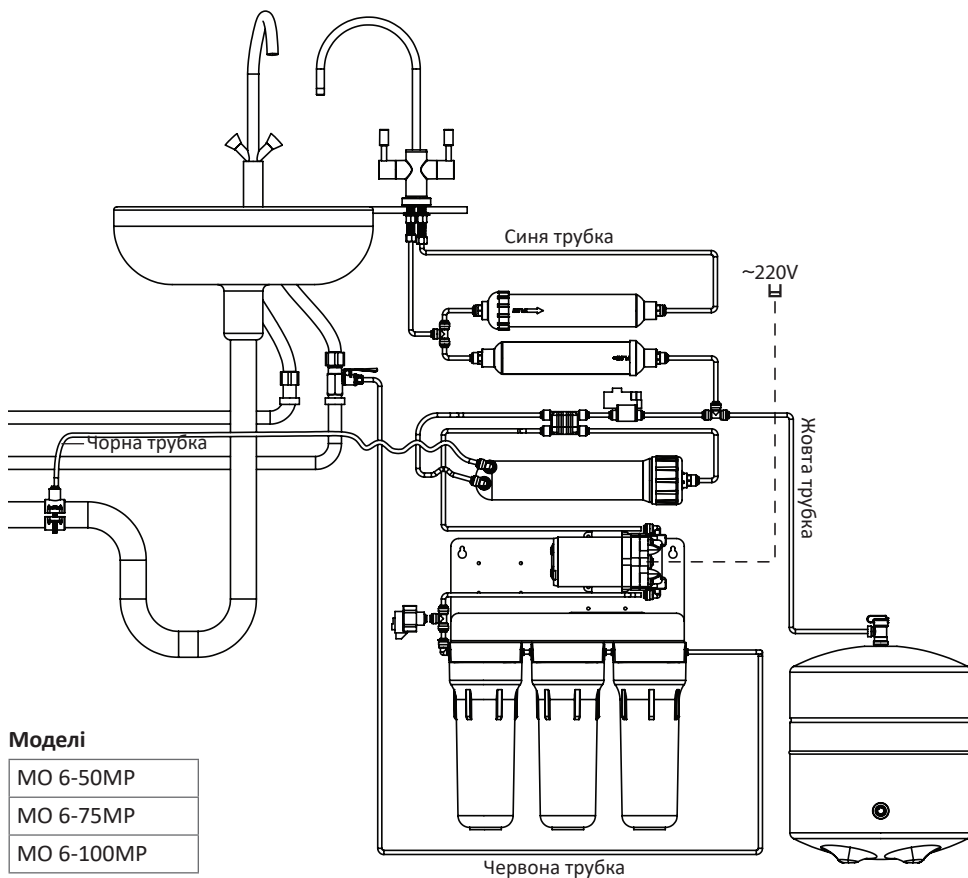 Синя трубка
~220V
Чорна трубка
Жовта трубка
Моделі
МО 6-50МР
МО 6-75МР
МО 6-100МР
Червона трубка